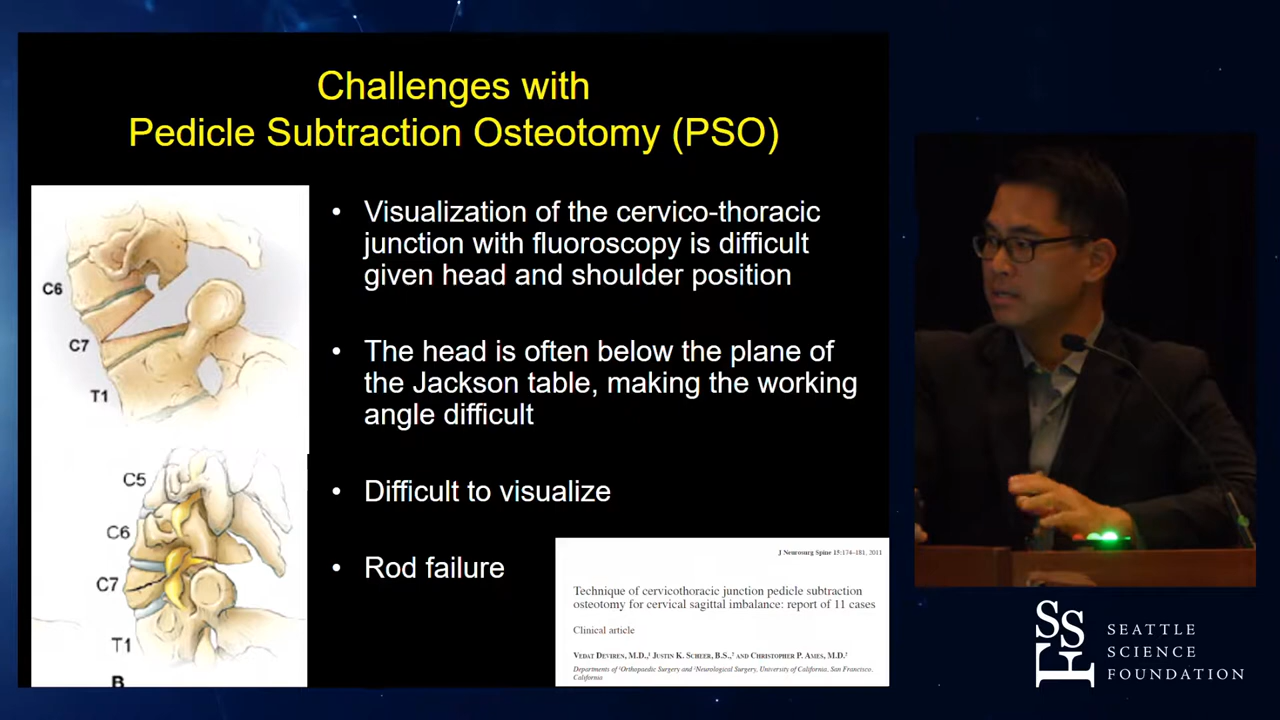 Challenges with
Pedicle Subtraction Osteotomy (PSO)
C6
C7
T1
C5
C6
C7
T1
B
• Visualization of the cervico-thoracic
junction with fluoroscopy is difficult
given head and shoulder position
• The head is often below the plane of
the Jackson table, making the working
angle difficult
• Difficult to visualize
• Rod failure
J Neurosurg Spine 15:174–181, 2011
Technique of cervicothoracic junction pedicle subtraction
osteotomy for cervical sagittal imbalance: report of 11 cases
Clinical article
Vedat Deviren, M.D.,¹ Justin K. Scheer, B.S.,² and Christopher P. Ames, M.D.²
Departments of ¹Orthopaedic Surgery and ²Neurological Surgery, University of California, San Francisco,
California
SSF
SEATTLE
SCIENCE
FOUNDATION